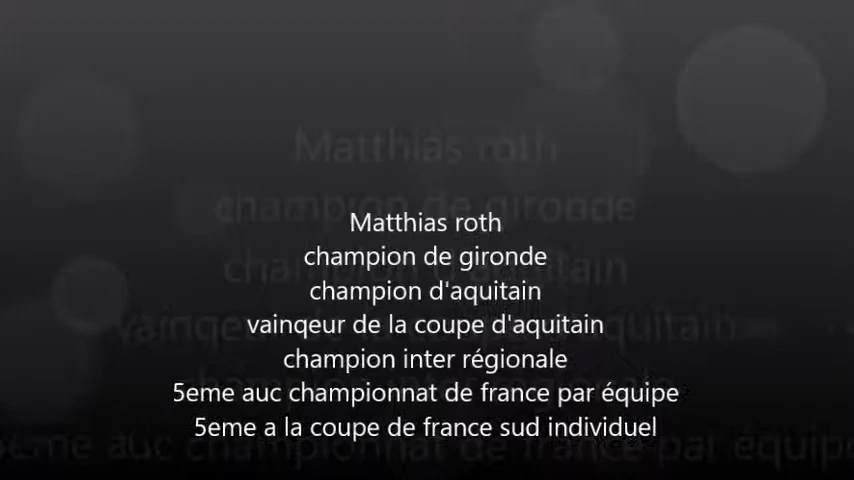 Matthias roth
champion de gironde
champion d'aquitain
vainqeur de la coupe d'aquitain
champion inter régionale
5eme auc championnat de france par équipe
5eme a la coupe de france sud individuel